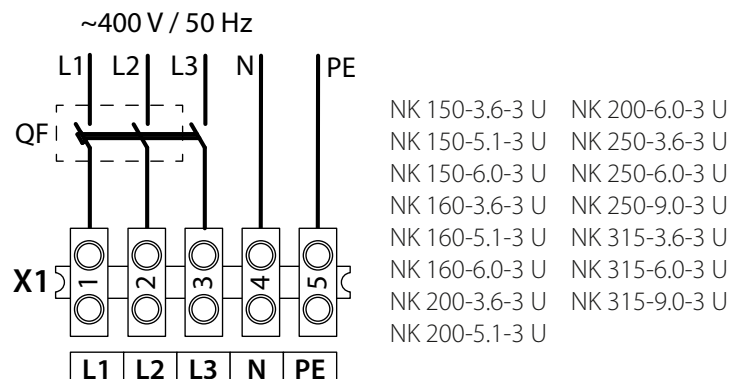 ~400 V / 50 Hz
L1 L2 L3 N PE
QF
X1 1 2 3 4 5
L1 L2 L3 N PE
NK 150-3.6-3 U NK 200-6.0-3 U
NK 150-5.1-3 U NK 250-3.6-3 U
NK 150-6.0-3 U NK 250-6.0-3 U
NK 160-3.6-3 U NK 250-9.0-3 U
NK 160-5.1-3 U NK 315-3.6-3 U
NK 160-6.0-3 U NK 315-6.0-3 U
NK 200-3.6-3 U NK 315-9.0-3 U
NK 200-5.1-3 U